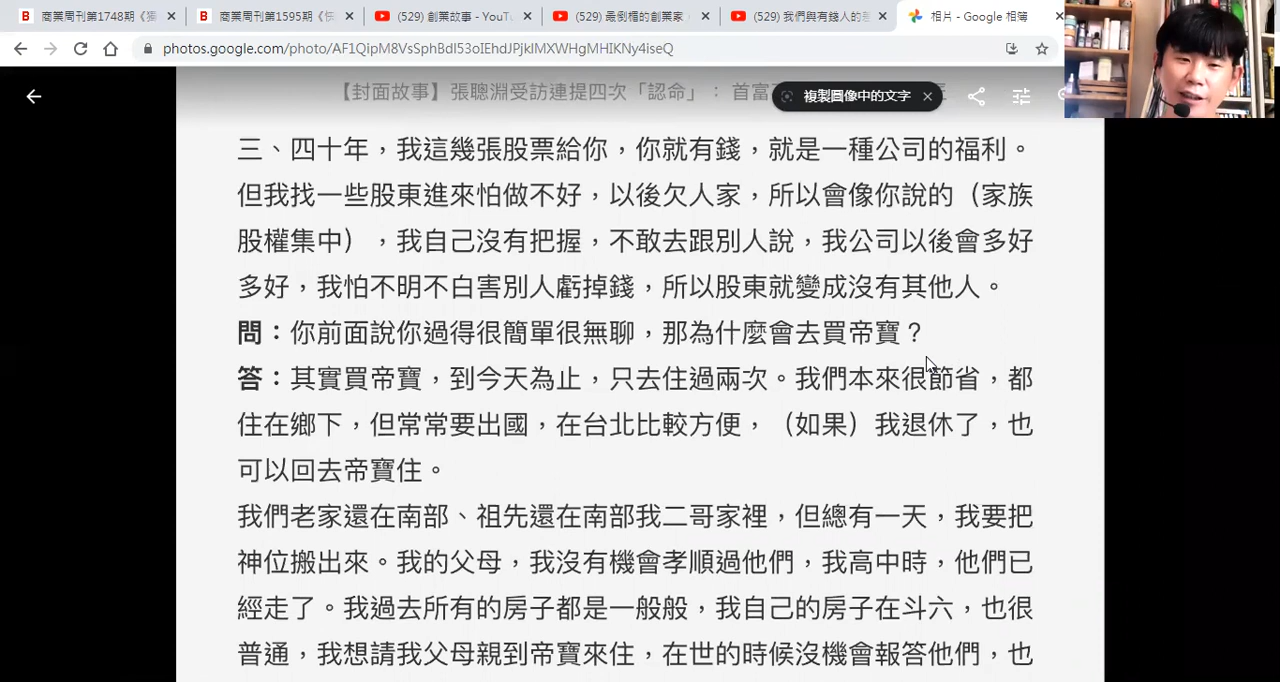 商業周刊第1748期《獨
商業周刊第1595期《
(529) 創業故事 - YouTu
(529) 最倒楣的創業家
(529) 我們與有錢人的
相片 - Google 相簿
photos.google.com/photo/AF1QipM8VsSphBdl53oIEhdJPjkIMXWHgMHIKNy4iseQ
【封面故事】張聰淵受訪連提四次「認命」：首富
複製圖像中的文字
三、四十年，我這幾張股票給你，你就有錢，就是一種公司的福利。
但我找一些股東進來怕做不好，以後欠人家，所以會像你說的（家族
股權集中），我自己沒有把握，不敢去跟別人說，我公司以後會多好
多好，我怕不明不白害別人虧掉錢，所以股東就變成沒有其他人。
問：你前面說你過得很簡單很無聊，那為什麼會去買帝寶？
答：其實買帝寶，到今天為止，只去住過兩次。我們本來很節省，都
住在鄉下，但常常要出國，在台北比較方便，（如果）我退休了，也
可以回去帝寶住。
我們老家還在南部、祖先還在南部我二哥家裡，但總有一天，我要把
神位搬出來。我的父母，我沒有機會孝順過他們，我高中時，他們已
經走了。我過去所有的房子都是一般般，我自己的房子在斗六，也很
普通，我想請我父母親到帝寶來住，在世的時候沒機會報答他們，也